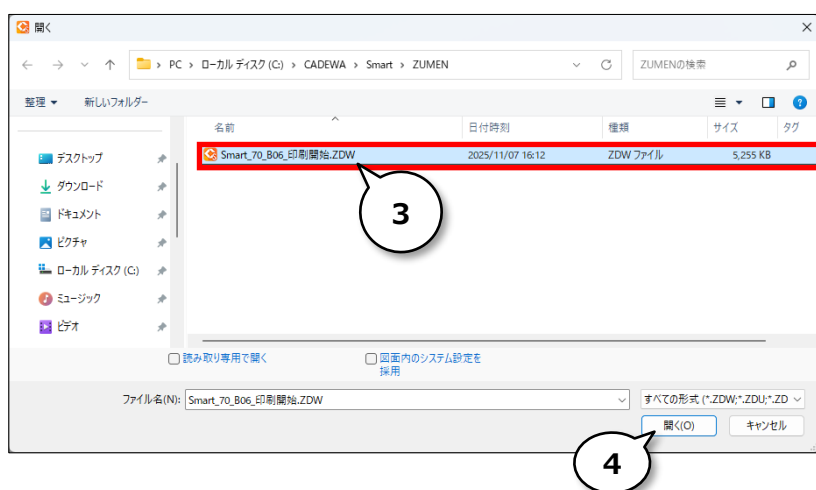 開く
PC › ローカル ディスク (C:) › CADEWA › Smart › ZUMEN
ZUMENの検索
整理
新しいフォルダー
名前
日付時刻
種類
サイズ
タグ
Smart_70_B06_印刷開始.ZDW
2025/11/07 16:12
ZDW ファイル
5,255 KB
デスクトップ
ダウンロード
ドキュメント
ピクチャ
ローカル ディスク (C:)
ミュージック
ビデオ
3
読み取り専用で開く
図面内のシステム設定を
採用
ファイル名(N):
Smart_70_B06_印刷開始.ZDW
すべての形式 (*.ZDW;*.ZDU;*.ZD
開く(O)
キャンセル
4